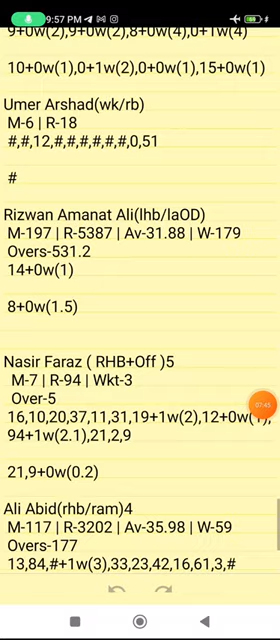 9:57 PM
9+0w(2),9+0w(2),8+0w(4),0+1w(4)
10+0w(1),0+1w(2),0+0w(1),15+0w(1)
Umer Arshad(wk/rb)
M-6 | R-18
#,#,12,#,#,#,#,#,#,0,51
#
Rizwan Amanat Ali(lhb/laOD)
M-197 | R-5387 | Av-31.88 | W-179
Overs-531.2
14+0w(1)
8+0w(1.5)
Nasir Faraz ( RHB+Off )5
M-7 | R-94 | Wkt-3
Over-5
16,10,20,37,11,31,19+1w(2),12+0w(1),
07:45
94+1w(2.1),21,2,9
21,9+0w(0.2)
Ali Abid(rhb/ram)4
M-117 | R-3202 | Av-35.98 | W-59
Overs-177
13,84,#+1w(3),33,23,42,16,61,3,#